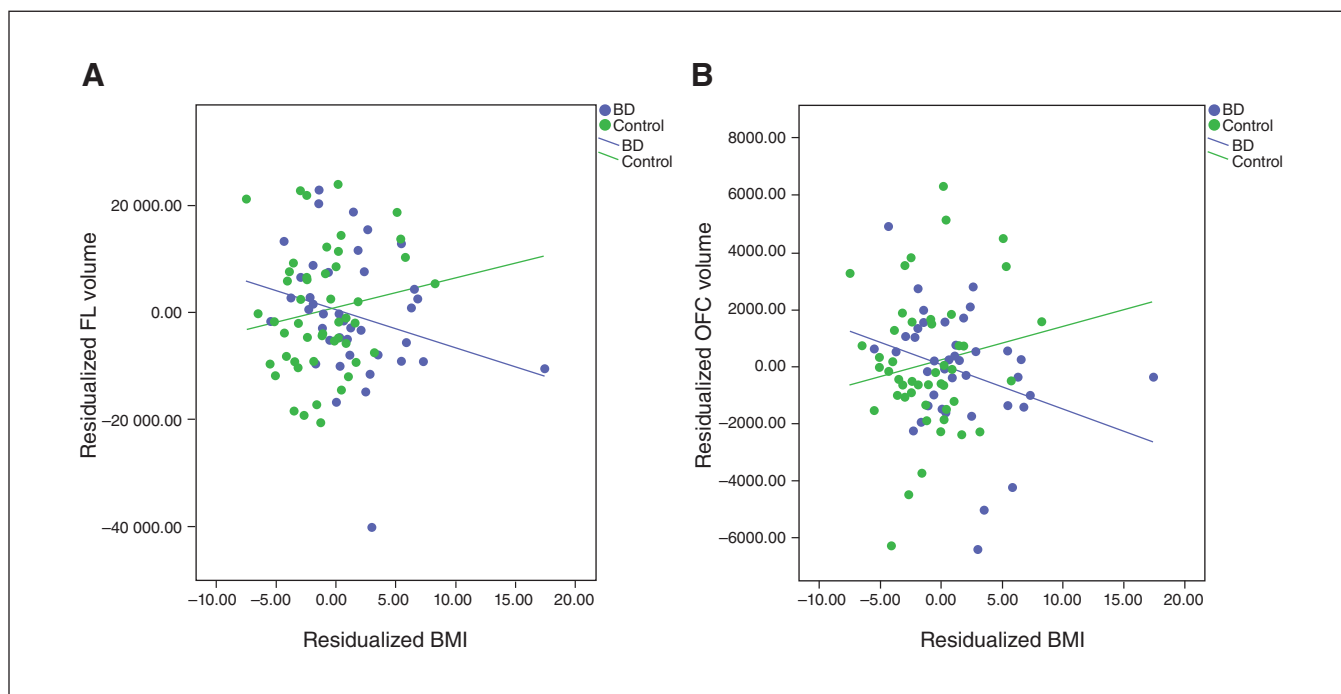 A
BD
Control
BD
Control
Residualized FL volume
20 000.00
0.00
−20 000.00
−40 000.00
−10.00 −5.00 0.00 5.00 10.00 15.00 20.00
Residualized BMI
B
BD
Control
BD
Control
Residualized OFC volume
8000.00
6000.00
4000.00
2000.00
0.00
−2000.00
−4000.00
−6000.00
−10.00 −5.00 0.00 5.00 10.00 15.00 20.00
Residualized BMI